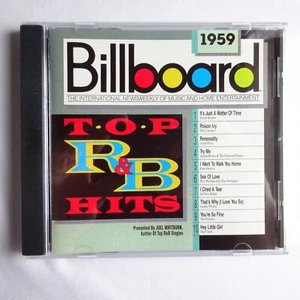 1959
Billboard
THE INTERNATIONAL NEWSWEEKLY OF MUSIC AND HOME ENTERTAINMENT
T·O·P
R&B
HITS
Presented By JOEL WHITBURN,
Author Of Top R&B Singles
It's Just A Matter Of Time
Poison Ivy
Personality
Try Me
I Want To Walk You Home
Sea Of Love
I Cried A Tear
That's Why (I Love You So)
You're So Fine
Hey Little Girl